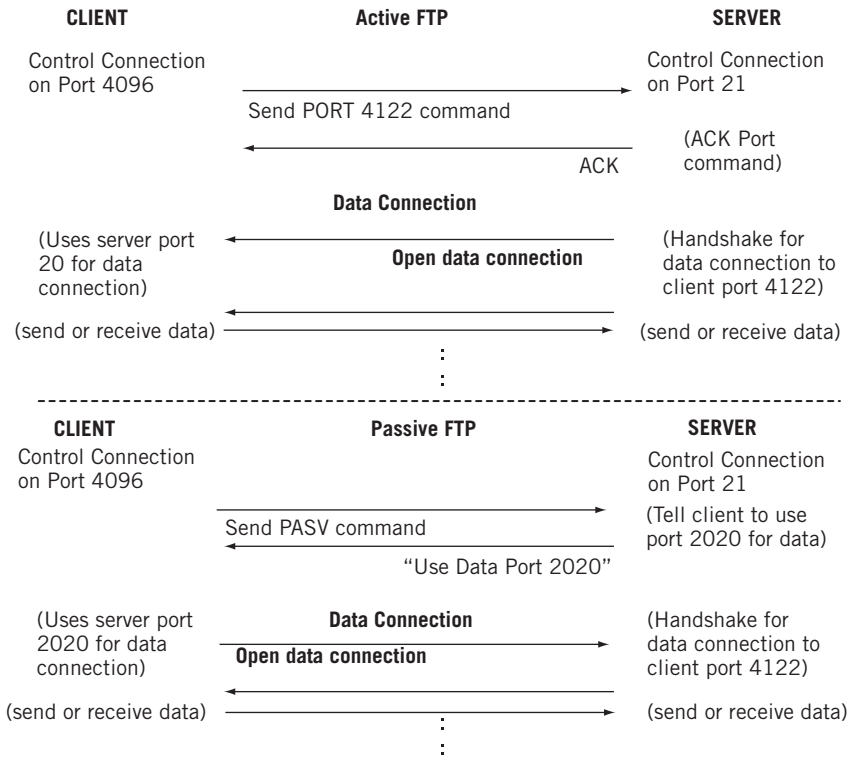 CLIENT Active FTP SERVER
Control Connection
on Port 4096
Control Connection
on Port 21
Send PORT 4122 command
ACK
(ACK Port
command)
Data Connection
(Uses server port
20 for data
connection)
Open data connection
(Handshake for
data connection to
client port 4122)
(send or receive data)
(send or receive data)
CLIENT Passive FTP SERVER
Control Connection
on Port 4096
Control Connection
on Port 21
Send PASV command
(Tell client to use
port 2020 for data)
“Use Data Port 2020”
(Uses server port
2020 for data
connection)
Data Connection
Open data connection
(Handshake for
data connection to
client port 4122)
(send or receive data)
(send or receive data)